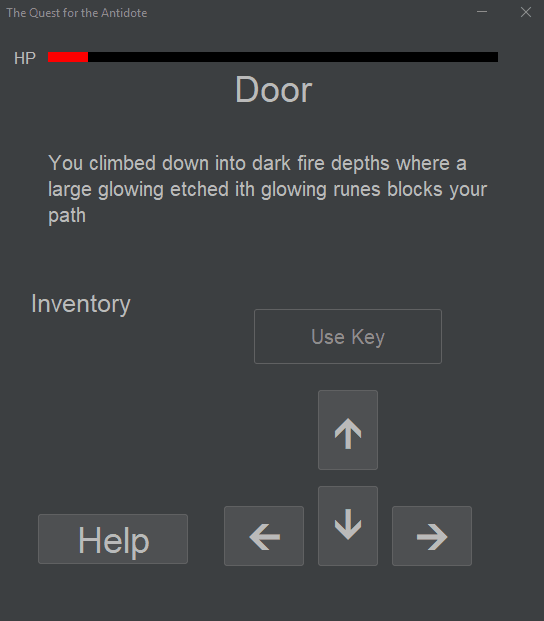 The Quest for the Antidote
HP
Door
You climbed down into dark fire depths where a
large glowing etched ith glowing runes blocks your
path
Inventory
Use Key
Help